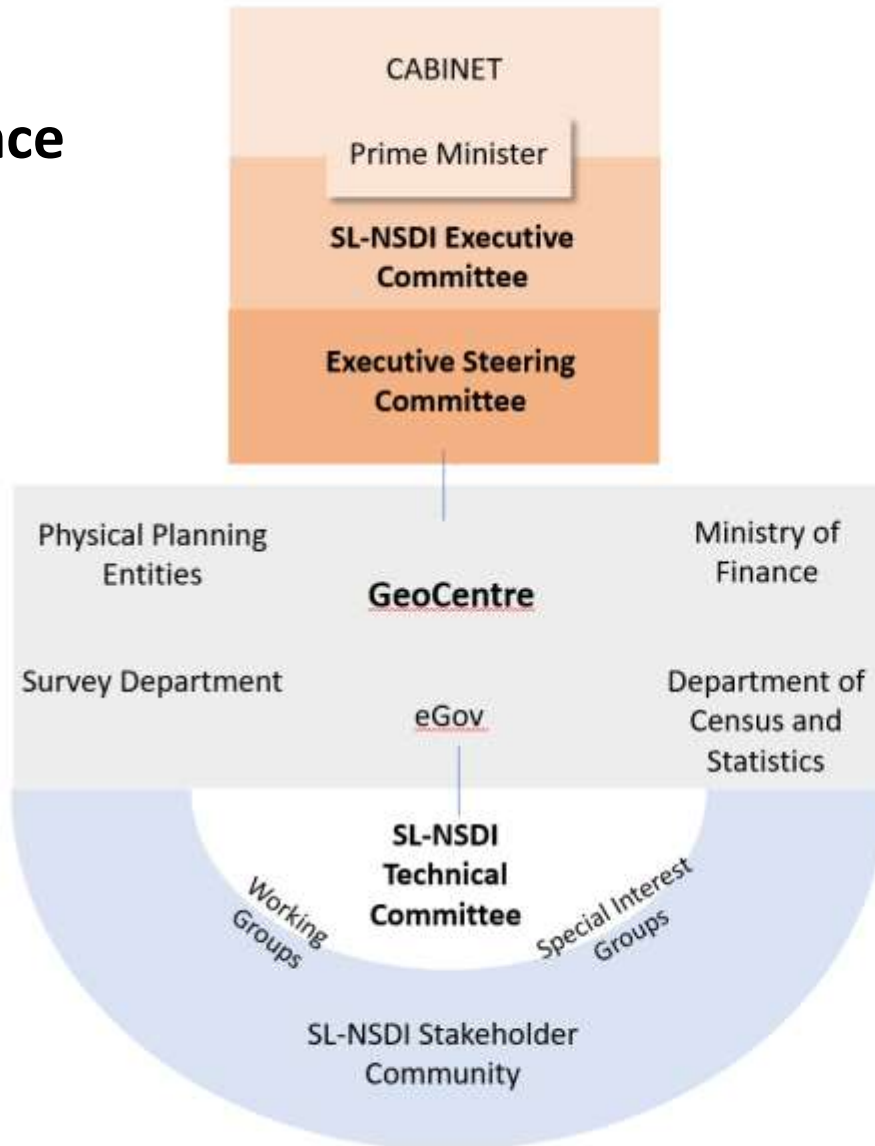 CABINET
nce
Prime Minister
SL-NSDI Executive
Committee
Executive Steering
Committee
Physical Planning
Entities
Ministry of
Finance
GeoCentre
Survey Department
Department of
Census and
Statistics
eGov
SL-NSDI
Technical
Committee
Working
Groups
Special Interest
Groups
SL-NSDI Stakeholder
Community